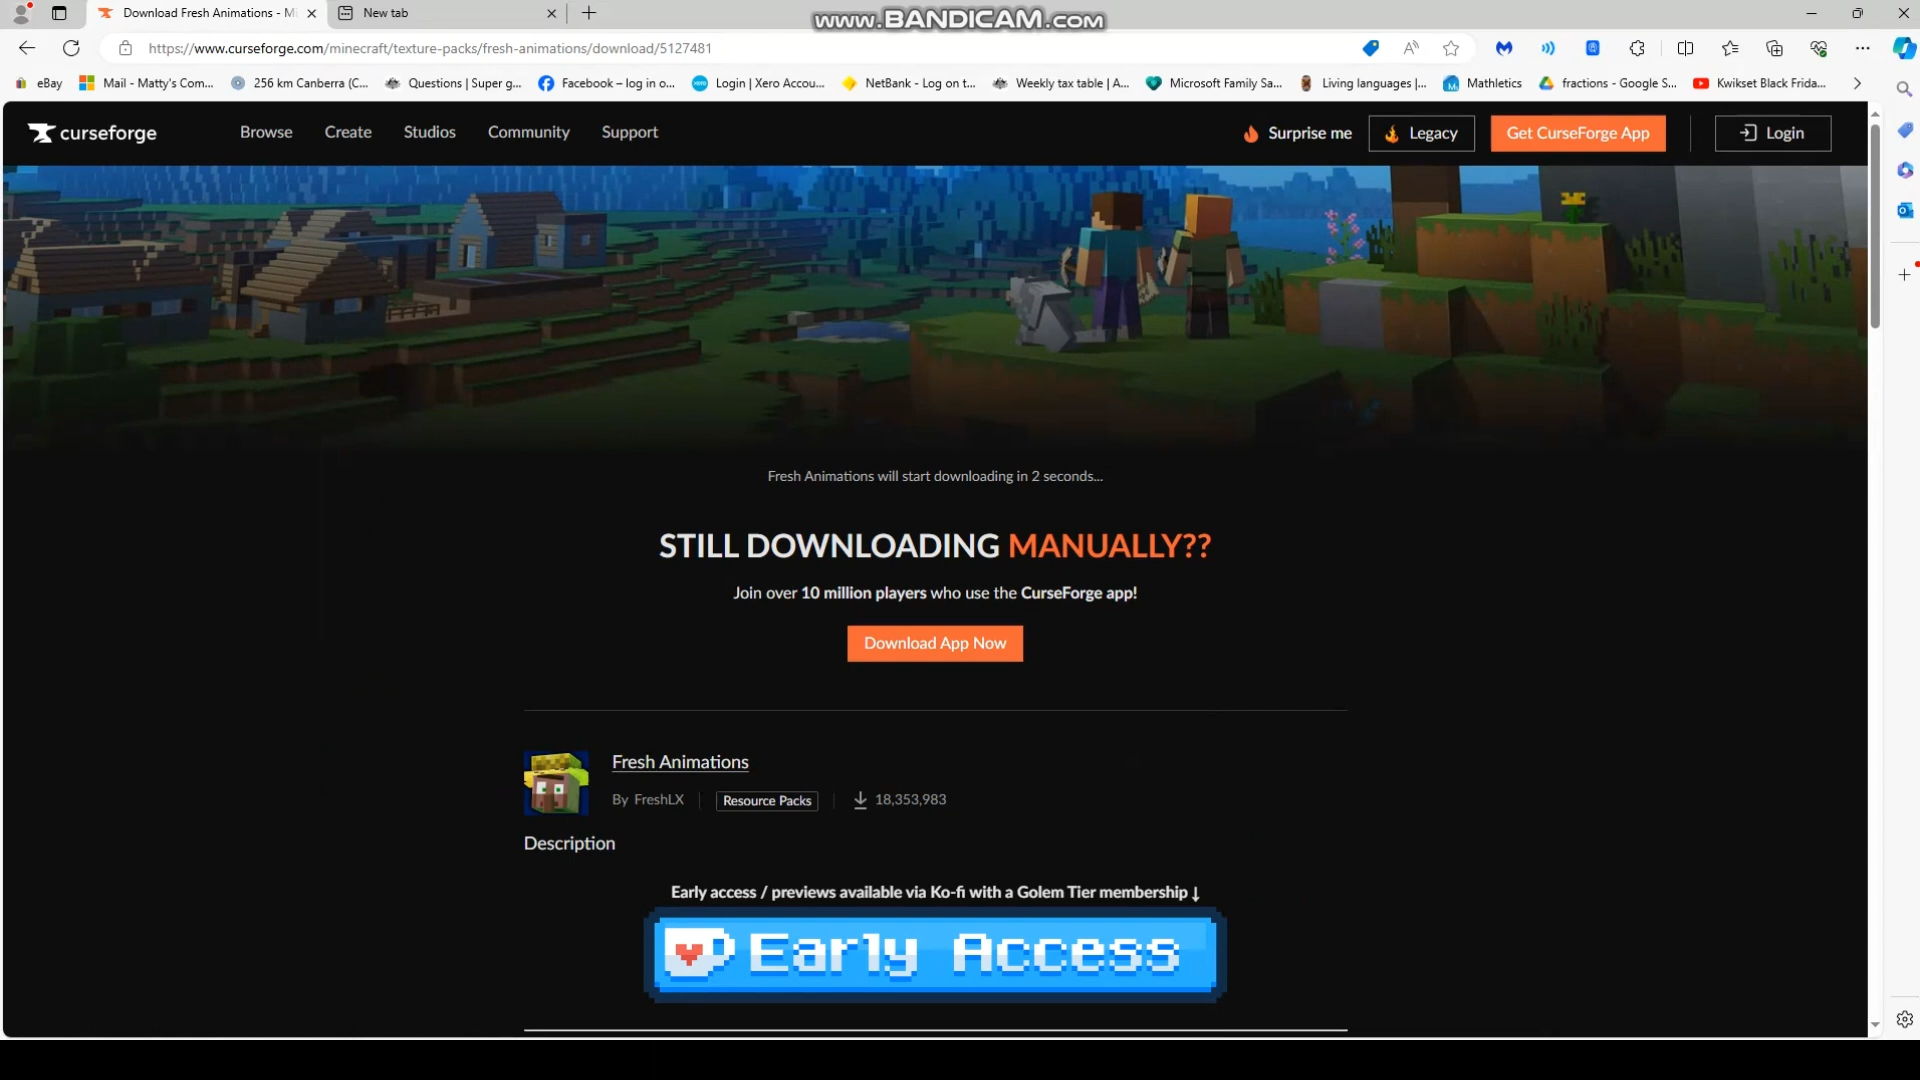 Download Fresh Animations - Mi
New tab
www.BANDICAM.com
https://www.curseforge.com/minecraft/texture-packs/fresh-animations/download/5127481
eBay
Mail - Matty's Com...
256 km Canberra (C...
Questions | Super g...
Facebook – log in o...
Login | Xero Accou...
NetBank - Log on t...
Weekly tax table | A...
Microsoft Family Sa...
Living languages |...
Mathletics
fractions - Google S...
Kwikset Black Frida...
curseforge
Browse
Create
Studios
Community
Support
Surprise me
Legacy
Get CurseForge App
Login
Fresh Animations will start downloading in 2 seconds...
STILL DOWNLOADING MANUALLY??
Join over 10 million players who use the CurseForge app!
Download App Now
Fresh Animations
By FreshLX
Resource Packs
18,353,983
Description
Early access / previews available via Ko-fi with a Golem Tier membership ↓
Early Access